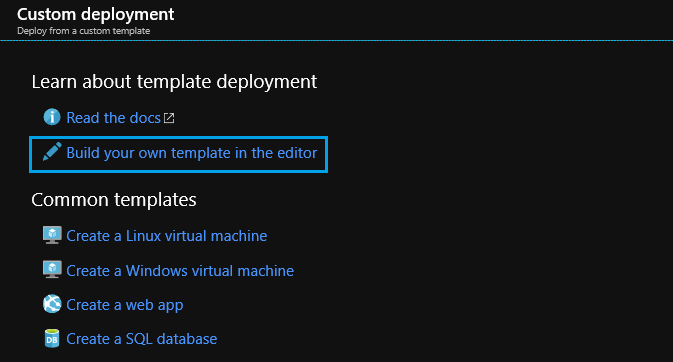 Custom deployment
Deploy from a custom template
Learn about template deployment
Read the docs
Build your own template in the editor
Common templates
Create a Linux virtual machine
Create a Windows virtual machine
Create a web app
DB Create a SQL database